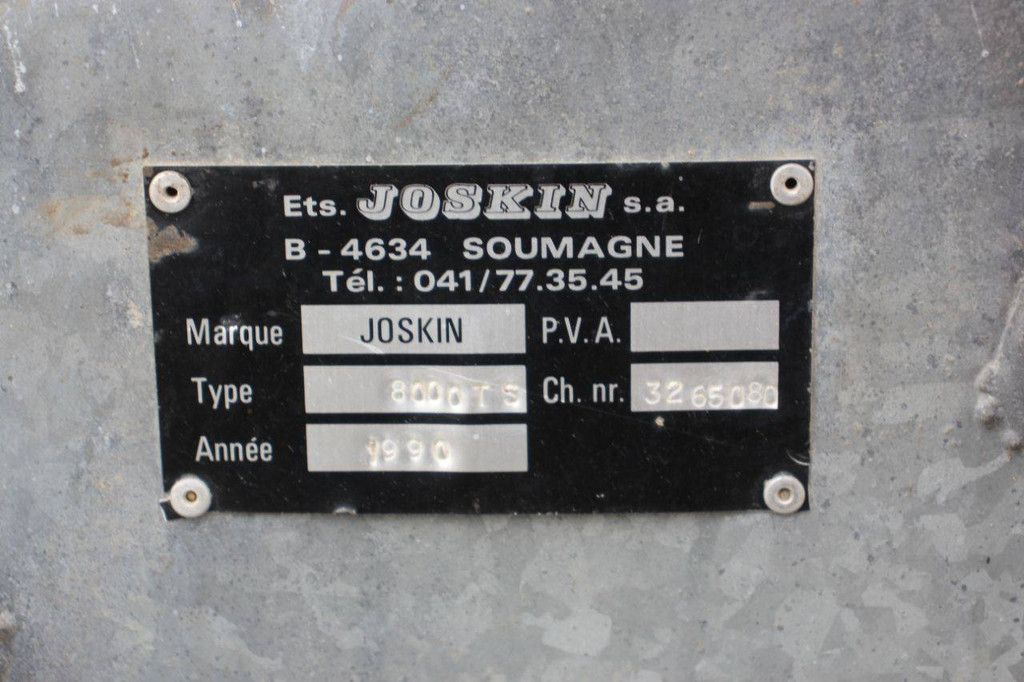 Ets. JOSKIN s.a.
B - 4634 SOUMAGNE
Tél. : 041/77.35.45
Marque JOSKIN P.V.A.
Type 8000TS Ch. nr. 3265080
Année 1990